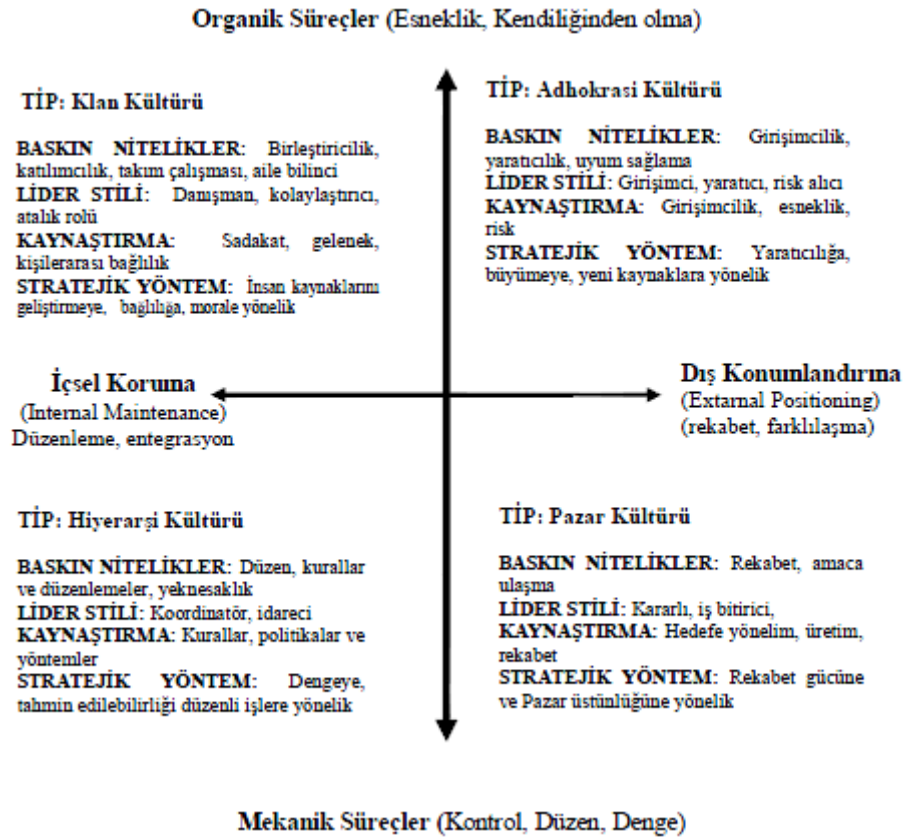 Organik Süreçler (Esneklik, Kendiliğinden olma)
TİP: Klan Kültürü
BASKIN NİTELİKLER: Birleştiricilik,
katılımcılık, takım çalışması, aile bilinci
LİDER STİLİ: Danışman, kolaylaştırıcı,
atalık rolü
KAYNAŞTIRMA: Sadakat, gelenek,
kişilerarası bağlılık
STRATEJİK YÖNTEM: İnsan kaynaklarını
geliştirmeye, bağlılığa, morale yönelik
TİP: Adhokrasi Kültürü
BASKIN NİTELİKLER: Girişimcilik,
yaratıcılık, uyum sağlama
LİDER STİLİ: Girişimci, yaratıcı, risk alıcı
KAYNAŞTIRMA: Girişimcilik, esneklik,
risk
STRATEJİK YÖNTEM: Yaratıcılığa,
büyümeye, yeni kaynaklara yönelik
İçsel Koruma
(Internal Maintenance)
Düzenleme, entegrasyon
Dış Konumlandırma
(Extarnal Positioning)
(rekabet, farklılaşma)
TİP: Hiyerarşi Kültürü
BASKIN NİTELİKLER: Düzen, kurallar
ve düzenlemeler, yeknesaklık
LİDER STİLİ: Koordinatör, idareci
KAYNAŞTIRMA: Kurallar, politikalar ve
yöntemler
STRATEJİK YÖNTEM: Dengeye,
tahmin edilebilirliği düzenli işlere yönelik
TİP: Pazar Kültürü
BASKIN NİTELİKLER: Rekabet, amaca
ulaşma
LİDER STİLİ: Kararlı, iş bitirici,
KAYNAŞTIRMA: Hedefe yönelim, üretim,
rekabet
STRATEJİK YÖNTEM: Rekabet gücüne
ve Pazar üstünlüğüne yönelik
Mekanik Süreçler (Kontrol, Düzen, Denge)